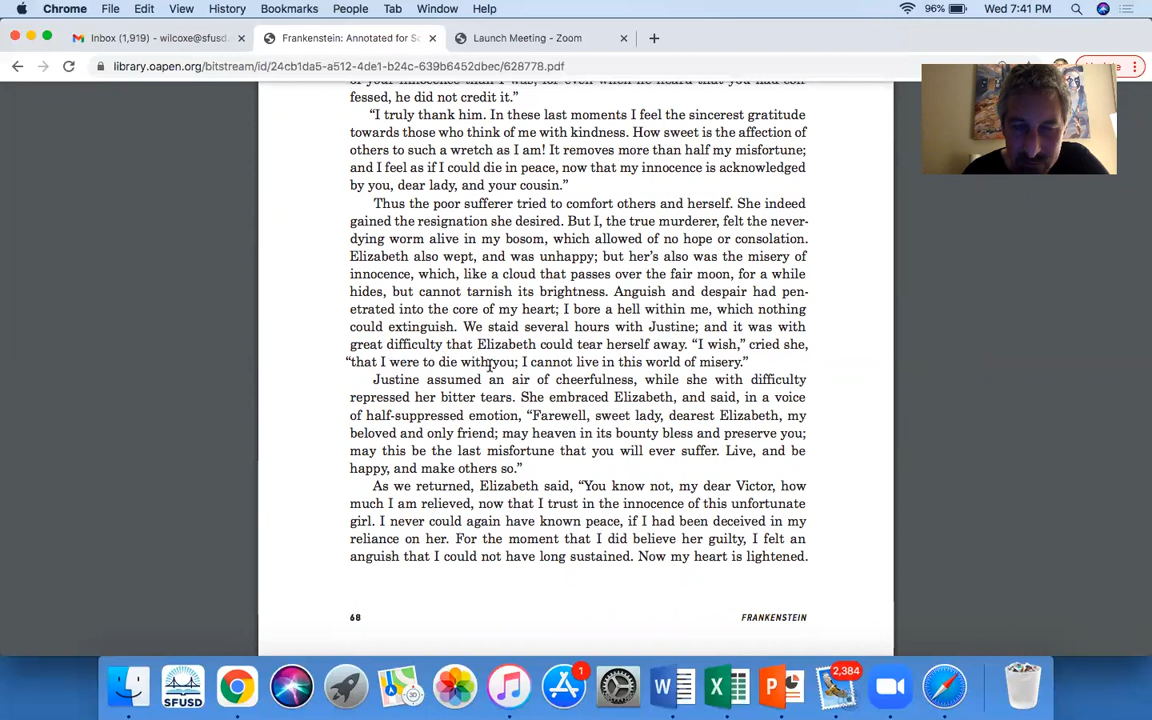 Chrome File Edit View History Bookmarks People Tab Window Help 96% Wed 7:41 PM
Inbox (1,919) - wilcoxe@sfusd. Frankenstein: Annotated for Sc Launch Meeting - Zoom
library.oapen.org/bitstream/id/24cb1da5-a512-4de1-b24c-639b6452dbec/628778.pdf
of your innocence than I was, for even when he heard that you had con-
fessed, he did not credit it.”
“I truly thank him. In these last moments I feel the sincerest gratitude
towards those who think of me with kindness. How sweet is the affection of
others to such a wretch as I am! It removes more than half my misfortune;
and I feel as if I could die in peace, now that my innocence is acknowledged
by you, dear lady, and your cousin.”
Thus the poor sufferer tried to comfort others and herself. She indeed
gained the resignation she desired. But I, the true murderer, felt the never-
dying worm alive in my bosom, which allowed of no hope or consolation.
Elizabeth also wept, and was unhappy; but her’s also was the misery of
innocence, which, like a cloud that passes over the fair moon, for a while
hides, but cannot tarnish its brightness. Anguish and despair had pen-
etrated into the core of my heart; I bore a hell within me, which nothing
could extinguish. We staid several hours with Justine; and it was with
great difficulty that Elizabeth could tear herself away. “I wish,” cried she,
“that I were to die with you; I cannot live in this world of misery.”
Justine assumed an air of cheerfulness, while she with difficulty
repressed her bitter tears. She embraced Elizabeth, and said, in a voice
of half-suppressed emotion, “Farewell, sweet lady, dearest Elizabeth, my
beloved and only friend; may heaven in its bounty bless and preserve you;
may this be the last misfortune that you will ever suffer. Live, and be
happy, and make others so.”
As we returned, Elizabeth said, “You know not, my dear Victor, how
much I am relieved, now that I trust in the innocence of this unfortunate
girl. I never could again have known peace, if I had been deceived in my
reliance on her. For the moment that I did believe her guilty, I felt an
anguish that I could not have long sustained. Now my heart is lightened.
68 FRANKENSTEIN
1 2,384
SFUSD 3D W X P